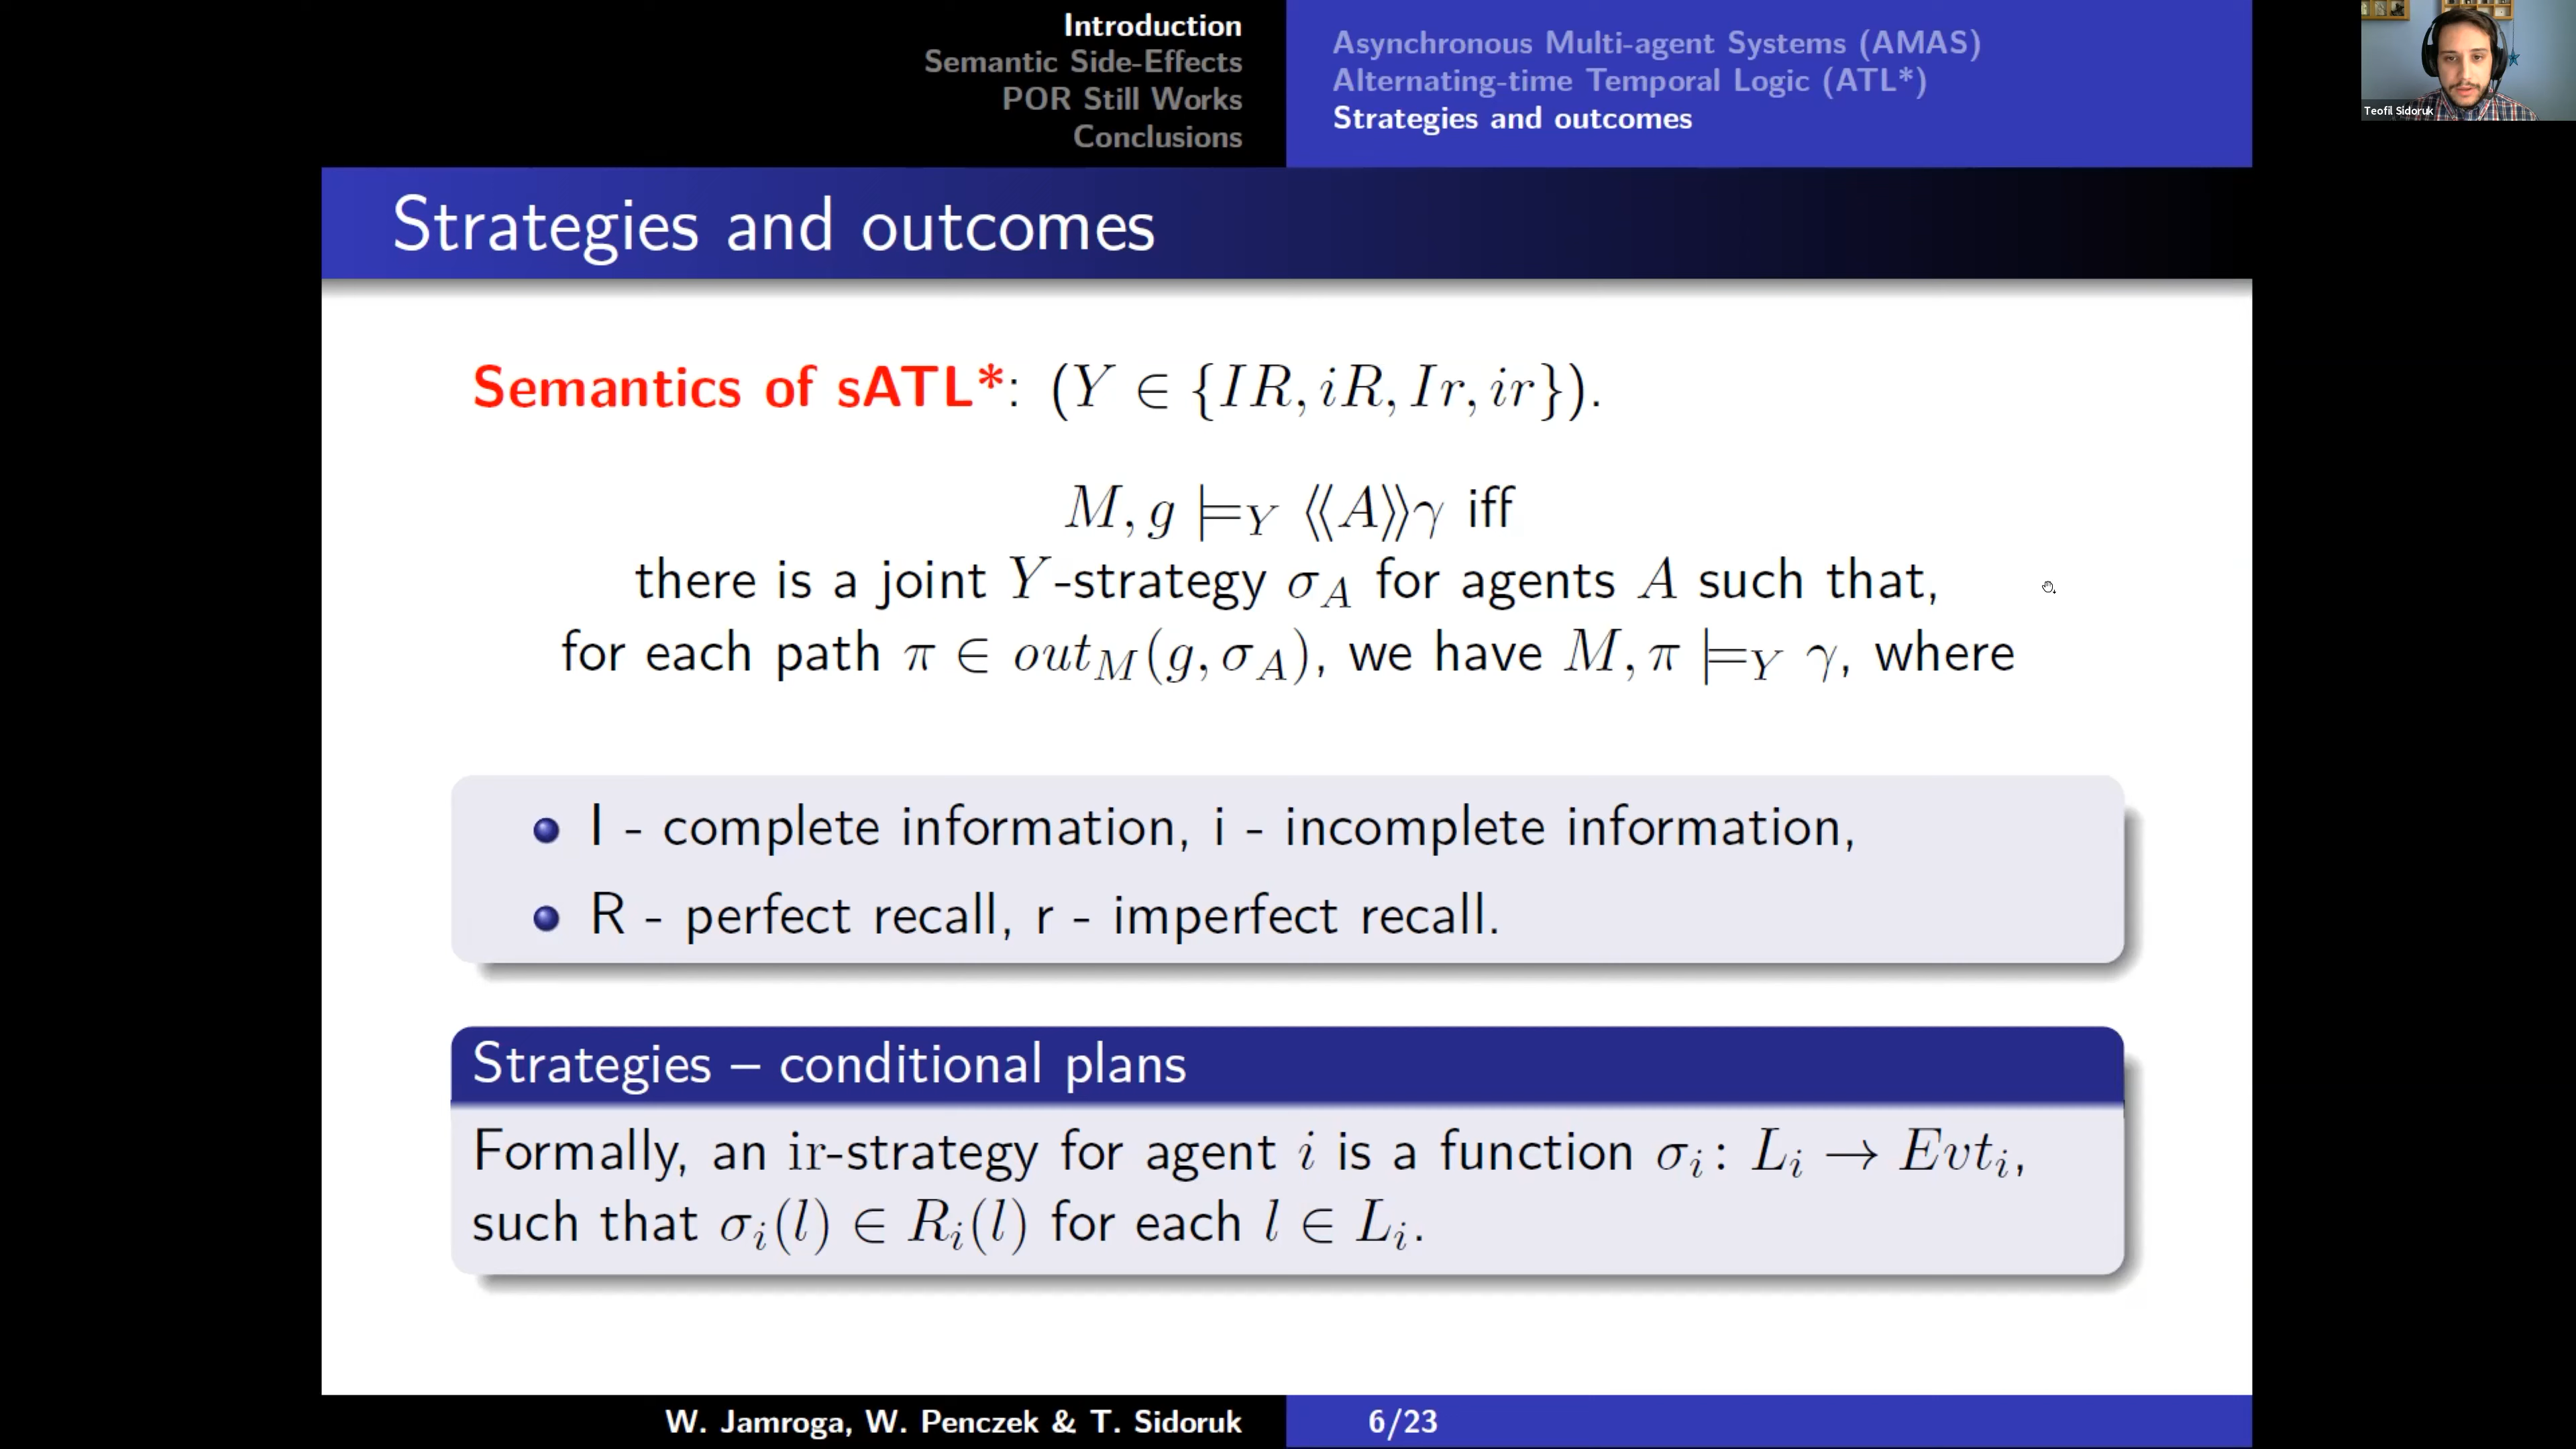 Introduction
Semantic Side-Effects
POR Still Works
Conclusions
Asynchronous Multi-agent Systems (AMAS)
Alternating-time Temporal Logic (ATL*)
Strategies and outcomes
Teofil Sidoruk
Strategies and outcomes
Semantics of sATL*: (Y ∈ {IR, iR, Ir, ir}).
M, g ⊨_Y ⟨⟨A⟩⟩γ iff
there is a joint Y-strategy σ_A for agents A such that,
for each path π ∈ out_M(g, σ_A), we have M, π ⊨_Y γ, where
I - complete information, i - incomplete information,
R - perfect recall, r - imperfect recall.
Strategies – conditional plans
Formally, an ir-strategy for agent i is a function σ_i: L_i → Evt_i,
such that σ_i(l) ∈ R_i(l) for each l ∈ L_i.
W. Jamroga, W. Penczek & T. Sidoruk
6/23